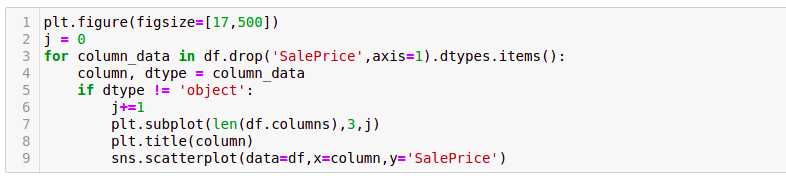 1 plt.figure(figsize=[17,500])
2 j = 0
3 for column_data in df.drop('SalePrice',axis=1).dtypes.items():
4     column, dtype = column_data
5     if dtype != 'object':
6         j+=1
7         plt.subplot(len(df.columns),3,j)
8         plt.title(column)
9         sns.scatterplot(data=df,x=column,y='SalePrice')